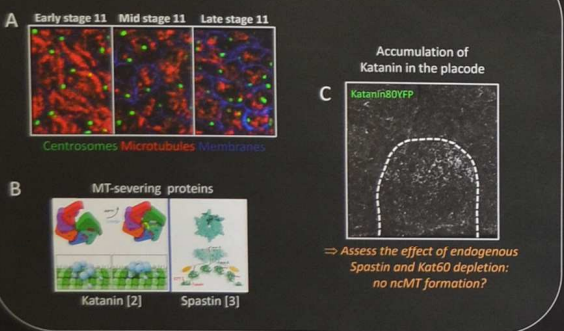 A
Early stage 11 Mid stage 11 Late stage 11
Centrosomes Microtubules Membranes
B
MT-severing proteins
Katanin [2] Spastin [3]
Accumulation of
Katanin in the placode
C
Katanin80YFP
⇒ Assess the effect of endogenous
Spastin and Kat60 depletion:
no ncMT formation?